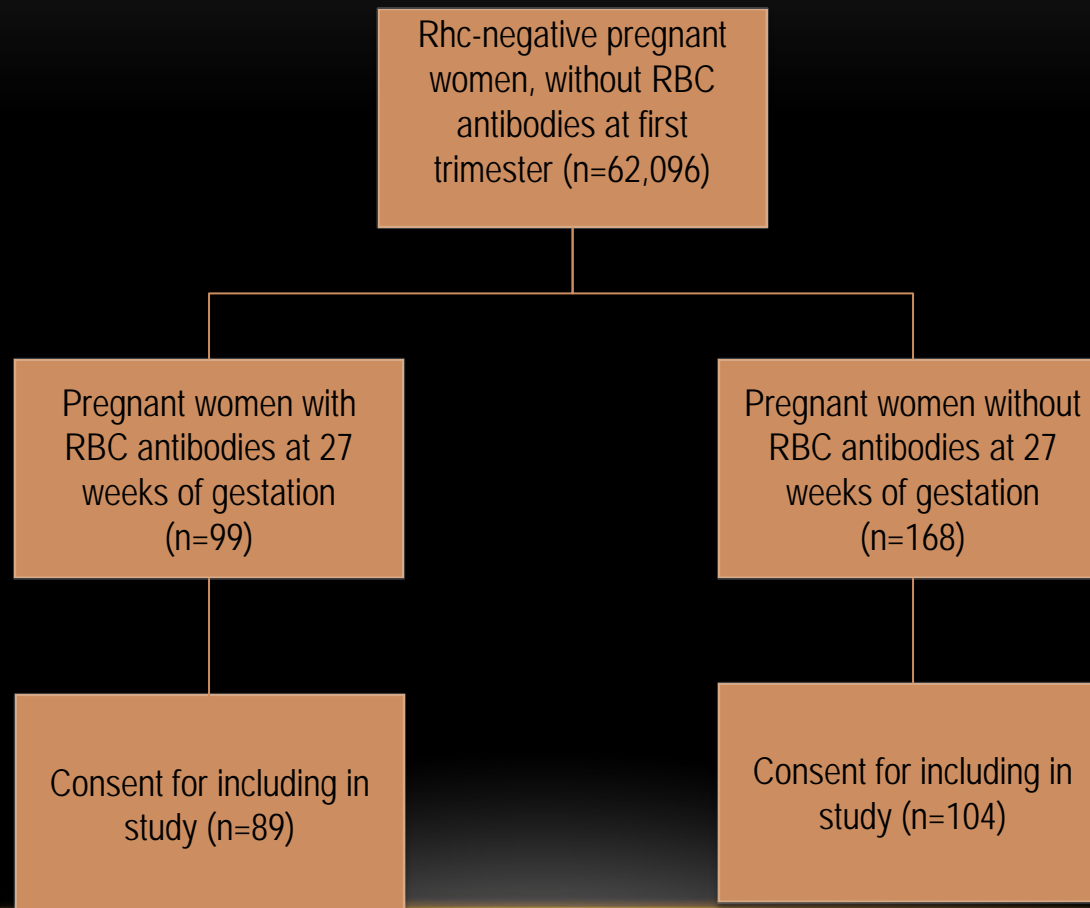 Rhc-negative pregnant
women, without RBC
antibodies at first
trimester (n=62,096)
Pregnant women with
RBC antibodies at 27
weeks of gestation
(n=99)
Pregnant women without
RBC antibodies at 27
weeks of gestation
(n=168)
Consent for including in
study (n=89)
Consent for including in
study (n=104)